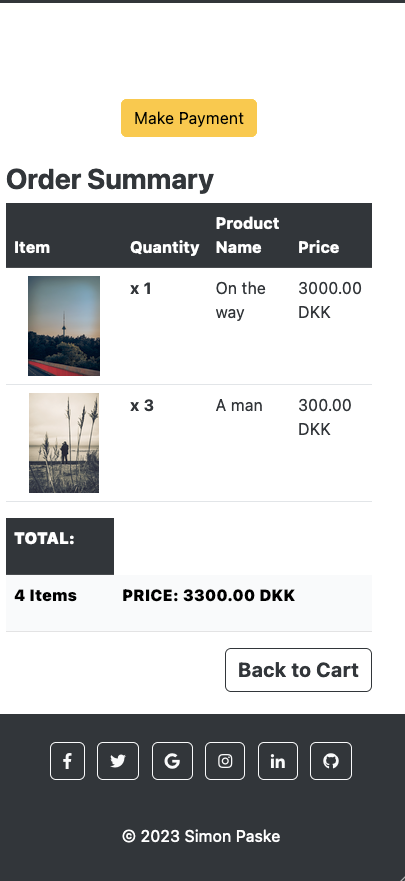 Make Payment
Order Summary
Item Quantity Product Name Price
x 1 On the way 3000.00 DKK
x 3 A man 300.00 DKK
TOTAL:
4 Items PRICE: 3300.00 DKK
Back to Cart
© 2023 Simon Paske